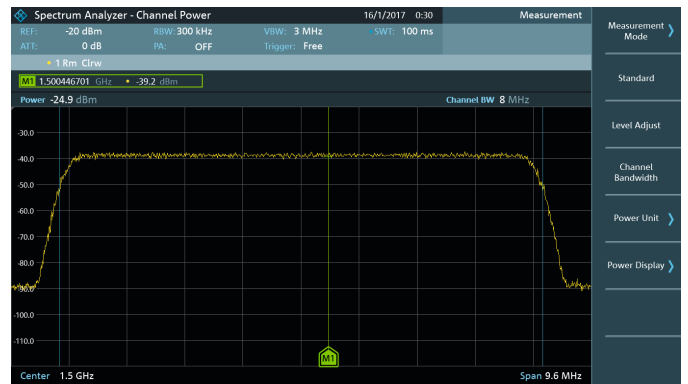 Spectrum Analyzer - Channel Power 16/1/2017 0:30 Measurement
REF: -20 dBm RBW: 300 kHz VBW: 3 MHz SWT: 100 ms
ATT: 0 dB PA: OFF Trigger: Free
1 Rm Clrw
M1 1.500446701 GHz • -39.2 dBm
Power -24.9 dBm Channel BW 8 MHz
-30.0
-40.0
-50.0
-60.0
-70.0
-80.0
-90.0
-100.0
-110.0
M1
Center 1.5 GHz Span 9.6 MHz
Measurement
Mode
Standard
Level Adjust
Channel
Bandwidth
Power Unit
Power Display